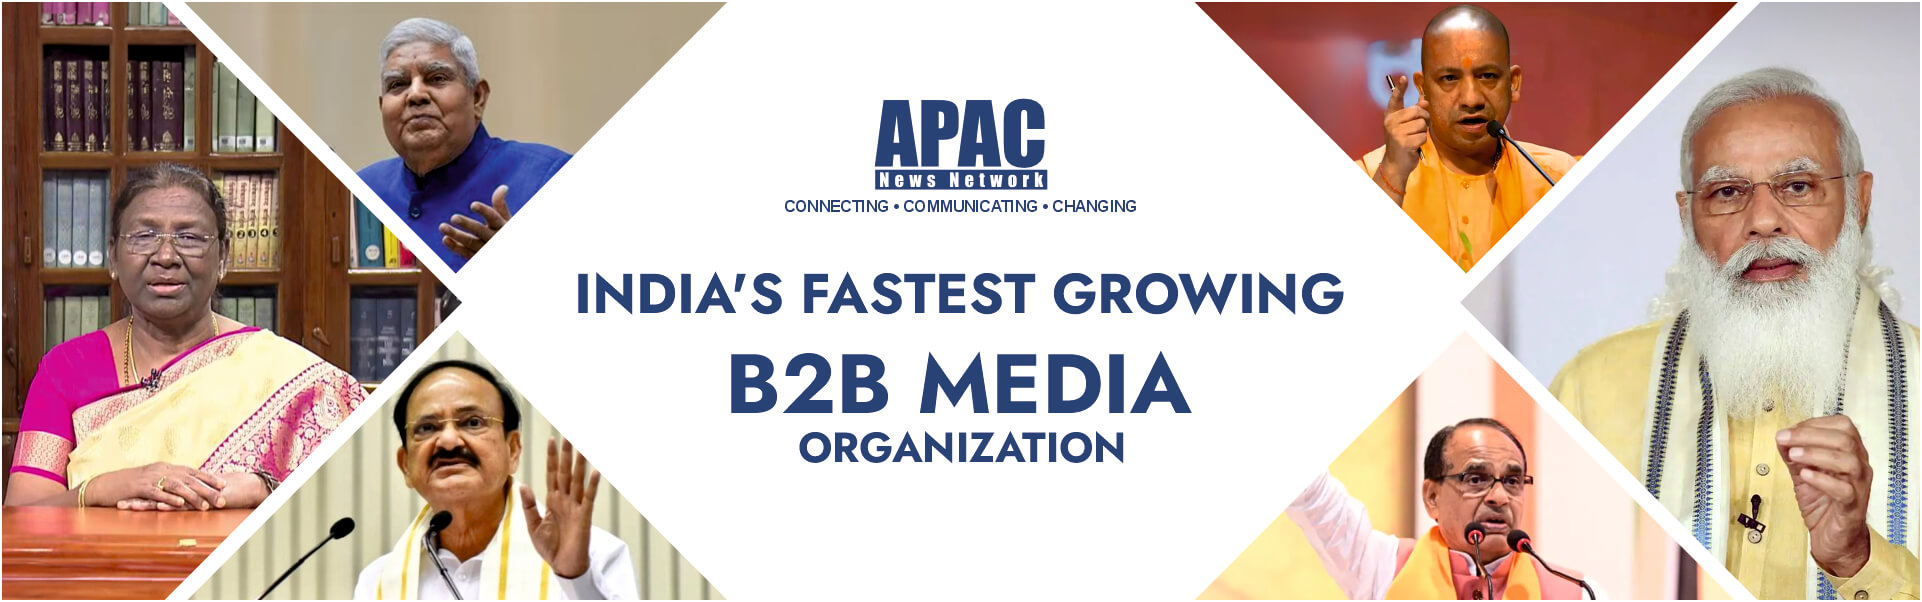 APAC
News Network
CONNECTING • COMMUNICATING • CHANGING
INDIA'S FASTEST GROWING
B2B MEDIA
ORGANIZATION